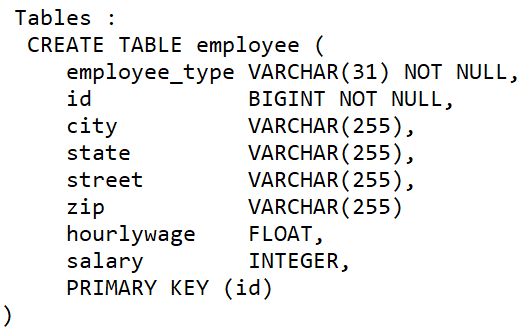 Tables :
CREATE TABLE employee (
employee_type VARCHAR(31) NOT NULL,
id BIGINT NOT NULL,
city VARCHAR(255),
state VARCHAR(255),
street VARCHAR(255),
zip VARCHAR(255)
hourlywage FLOAT,
salary INTEGER,
PRIMARY KEY (id)
)